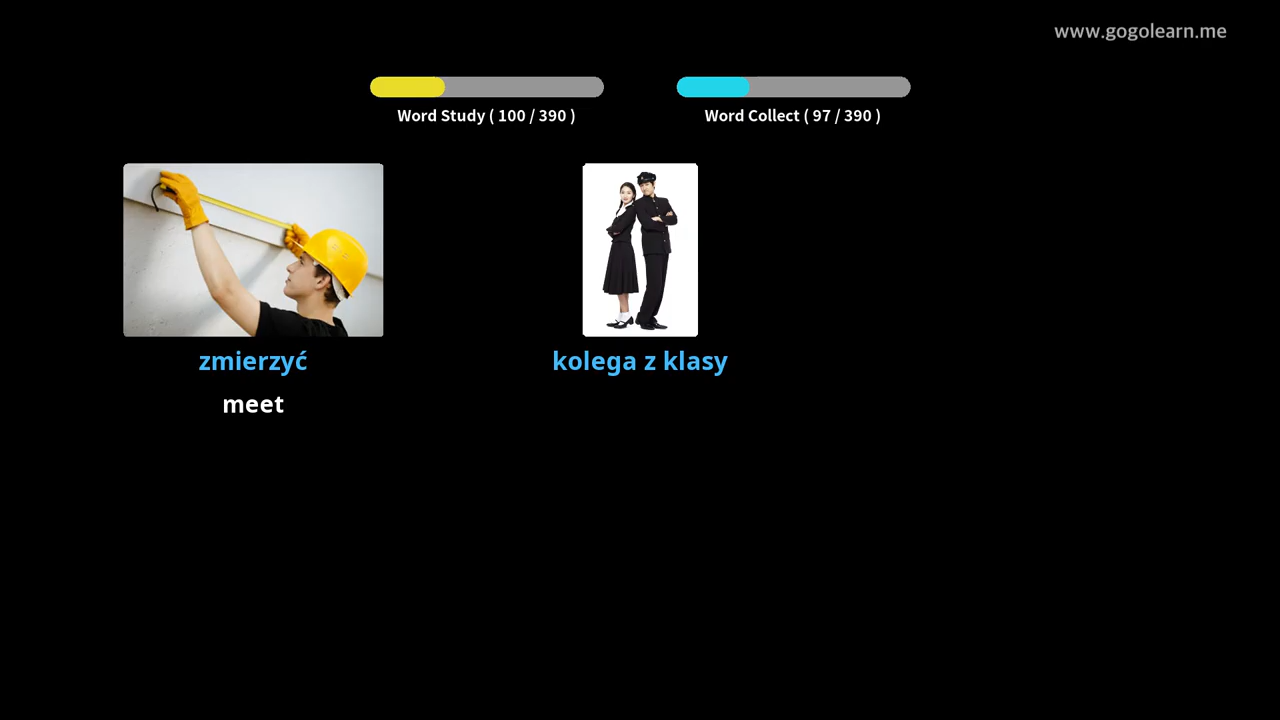 www.gogolearn.me
Word Study ( 100 / 390 )
Word Collect ( 97 / 390 )
zmierzyć
kolega z klasy
meet